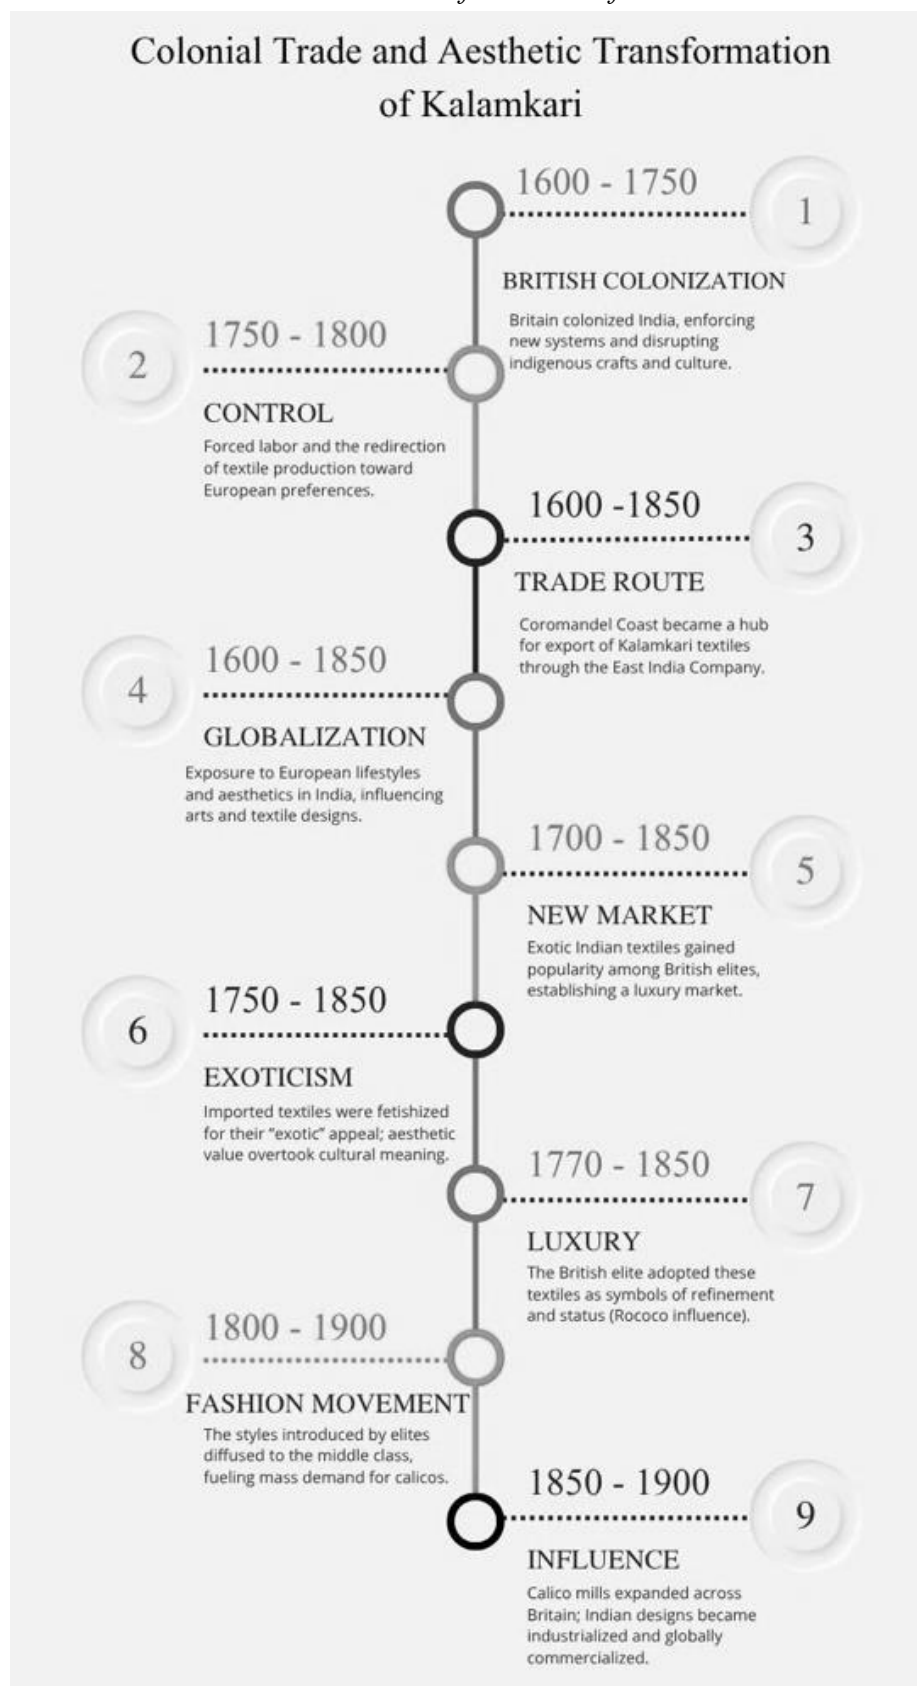 Colonial Trade and Aesthetic Transformation
of Kalamkari
1600 - 1750
1
BRITISH COLONIZATION
Britain colonized India, enforcing
new systems and disrupting
indigenous crafts and culture.
1750 - 1800
2
CONTROL
Forced labor and the redirection
of textile production toward
European preferences.
1600 -1850
3
TRADE ROUTE
Coromandel Coast became a hub
for export of Kalamkari textiles
through the East India Company.
1600 - 1850
4
GLOBALIZATION
Exposure to European lifestyles
and aesthetics in India, influencing
arts and textile designs.
1700 - 1850
5
NEW MARKET
Exotic Indian textiles gained
popularity among British elites,
establishing a luxury market.
1750 - 1850
6
EXOTICISM
Imported textiles were fetishized
for their “exotic” appeal; aesthetic
value overtook cultural meaning.
1770 - 1850
7
LUXURY
The British elite adopted these
textiles as symbols of refinement
and status (Rococo influence).
1800 - 1900
8
FASHION MOVEMENT
The styles introduced by elites
diffused to the middle class,
fueling mass demand for calicos.
1850 - 1900
9
INFLUENCE
Calico mills expanded across
Britain; Indian designs became
industrialized and globally
commercialized.